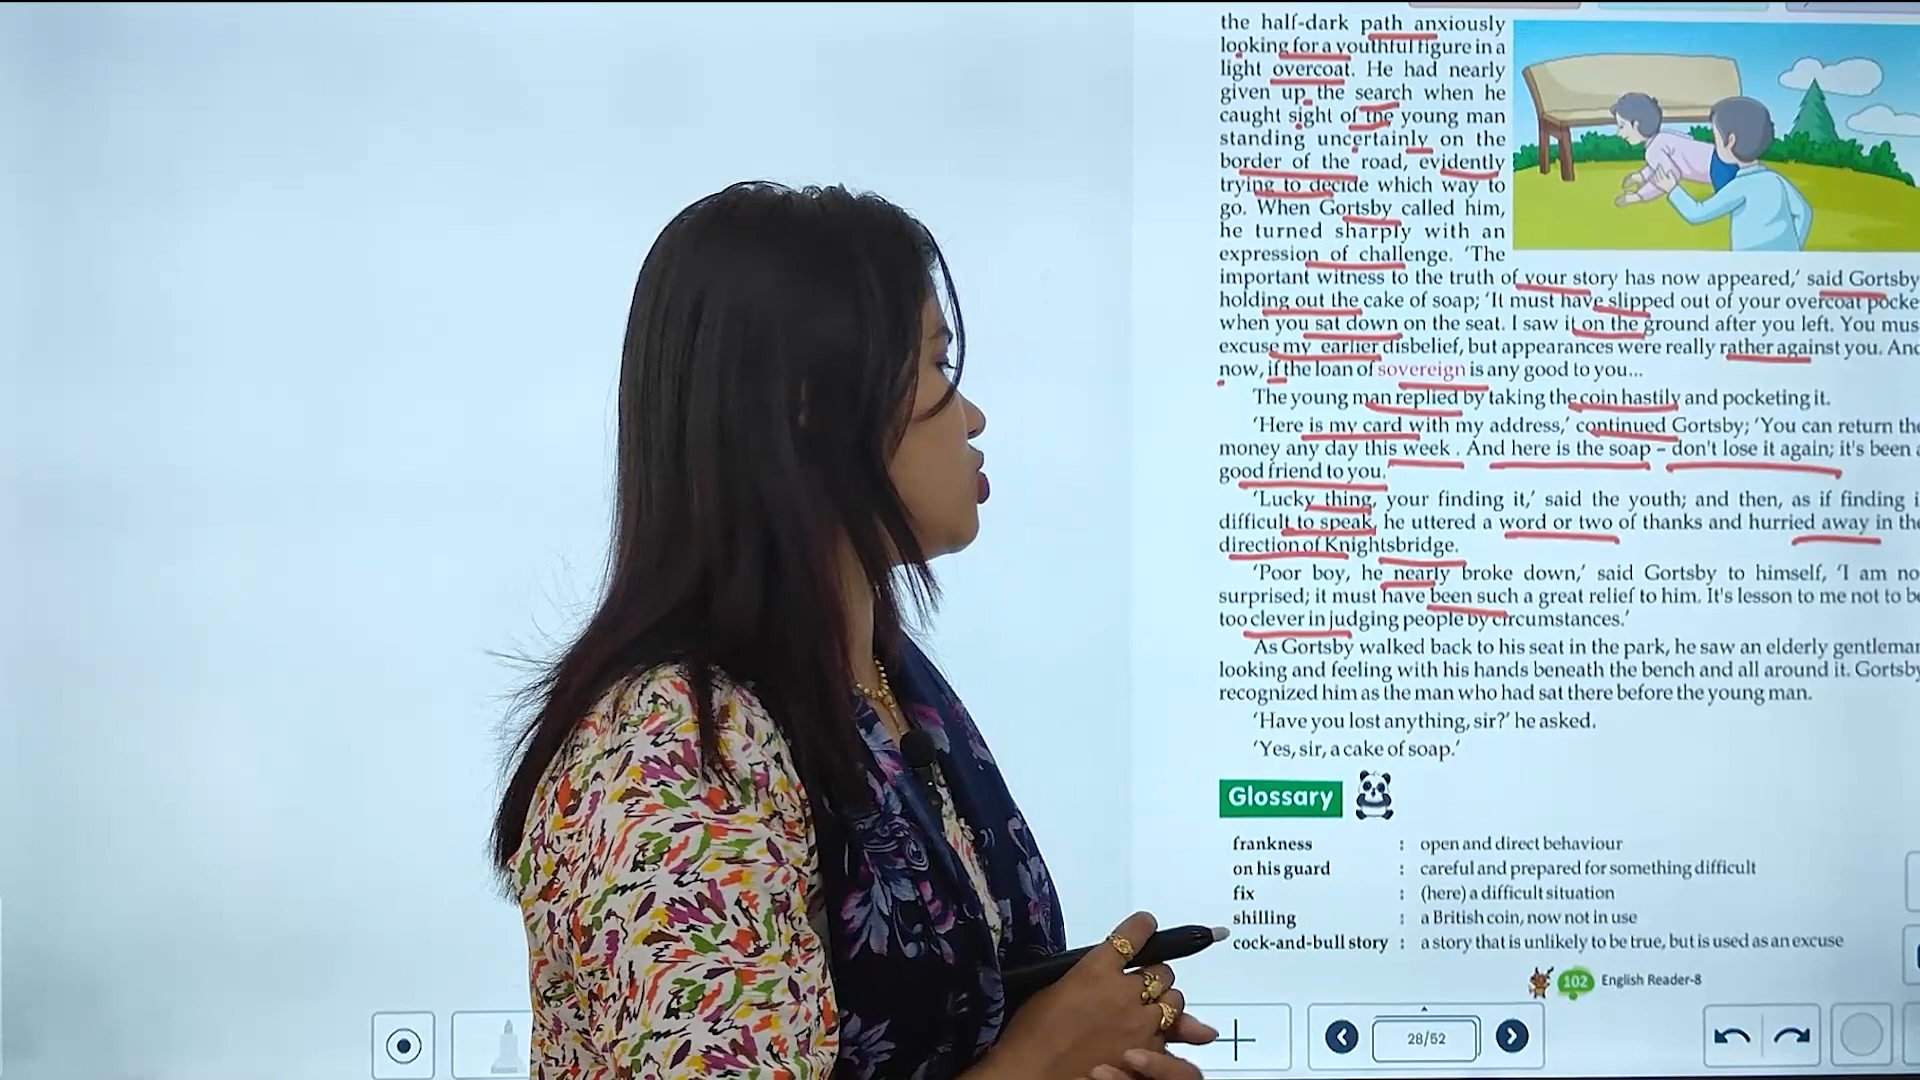 the half-dark path anxiously
looking for a youthful figure in a
light overcoat. He had nearly
given up the search when he
caught sight of the young man
standing uncertainly on the
border of the road, evidently
trying to decide which way to
go. When Gortsby called him,
he turned sharply with an
expression of challenge. 'The
important witness to the truth of your story has now appeared,' said Gortsby
holding out the cake of soap; 'It must have slipped out of your overcoat pocke
when you sat down on the seat. I saw it on the ground after you left. You mus
excuse my earlier disbelief, but appearances were really rather against you. And
now, if the loan of sovereign is any good to you...
The young man replied by taking the coin hastily and pocketing it.
'Here is my card with my address,' continued Gortsby; 'You can return the
money any day this week . And here is the soap – don't lose it again; it's been a
good friend to you.'
'Lucky thing, your finding it,' said the youth; and then, as if finding i
difficult to speak, he uttered a word or two of thanks and hurried away in the
direction of Knightsbridge.
'Poor boy, he nearly broke down,' said Gortsby to himself, 'I am no
surprised; it must have been such a great relief to him. It's lesson to me not to be
too clever in judging people by circumstances.'
As Gortsby walked back to his seat in the park, he saw an elderly gentleman
looking and feeling with his hands beneath the bench and all around it. Gortsby
recognized him as the man who had sat there before the young man.
'Have you lost anything, sir?' he asked.
'Yes, sir, a cake of soap.'
Glossary
frankness : open and direct behaviour
on his guard : careful and prepared for something difficult
fix : (here) a difficult situation
shilling : a British coin, now not in use
cock-and-bull story : a story that is unlikely to be true, but is used as an excuse
102 English Reader-8
28/52